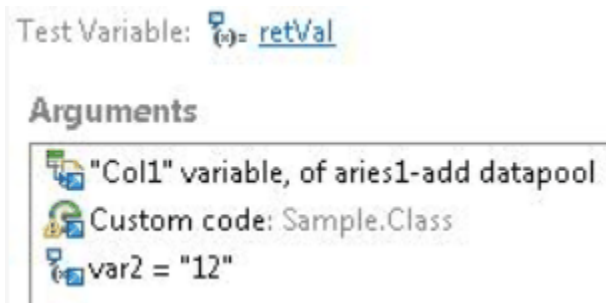 Test Variable: retVal
Arguments
"Col1" variable, of aries1-add datapool
Custom code: Sample.Class
var2 = "12"